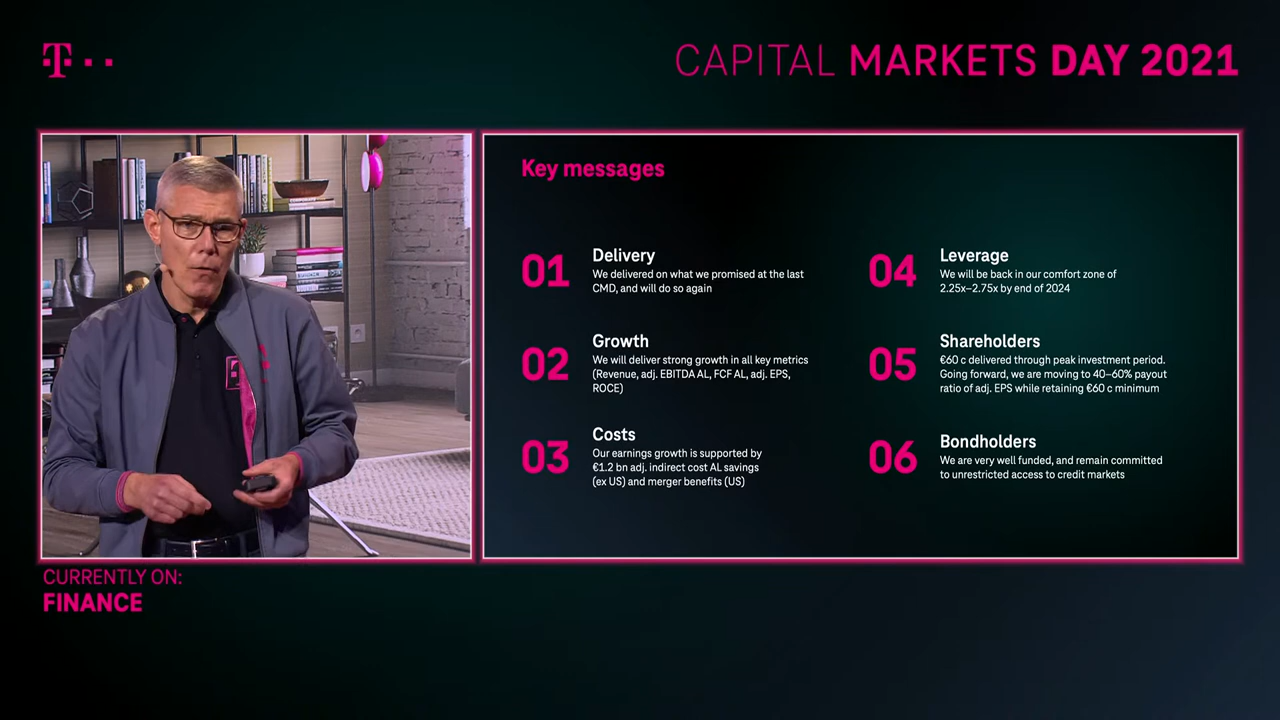 T
CAPITAL MARKETS DAY 2021
Key messages
01
Delivery
We delivered on what we promised at the last
CMD, and will do so again
02
Growth
We will deliver strong growth in all key metrics
(Revenue, adj. EBITDA AL, FCF AL, adj. EPS,
ROCE)
03
Costs
Our earnings growth is supported by
€1.2 bn adj. indirect cost AL savings
(ex US) and merger benefits (US)
04
Leverage
We will be back in our comfort zone of
2.25x–2.75x by end of 2024
05
Shareholders
€60 c delivered through peak investment period.
Going forward, we are moving to 40–60% payout
ratio of adj. EPS while retaining €60 c minimum
06
Bondholders
We are very well funded, and remain committed
to unrestricted access to credit markets
CURRENTLY ON:
FINANCE